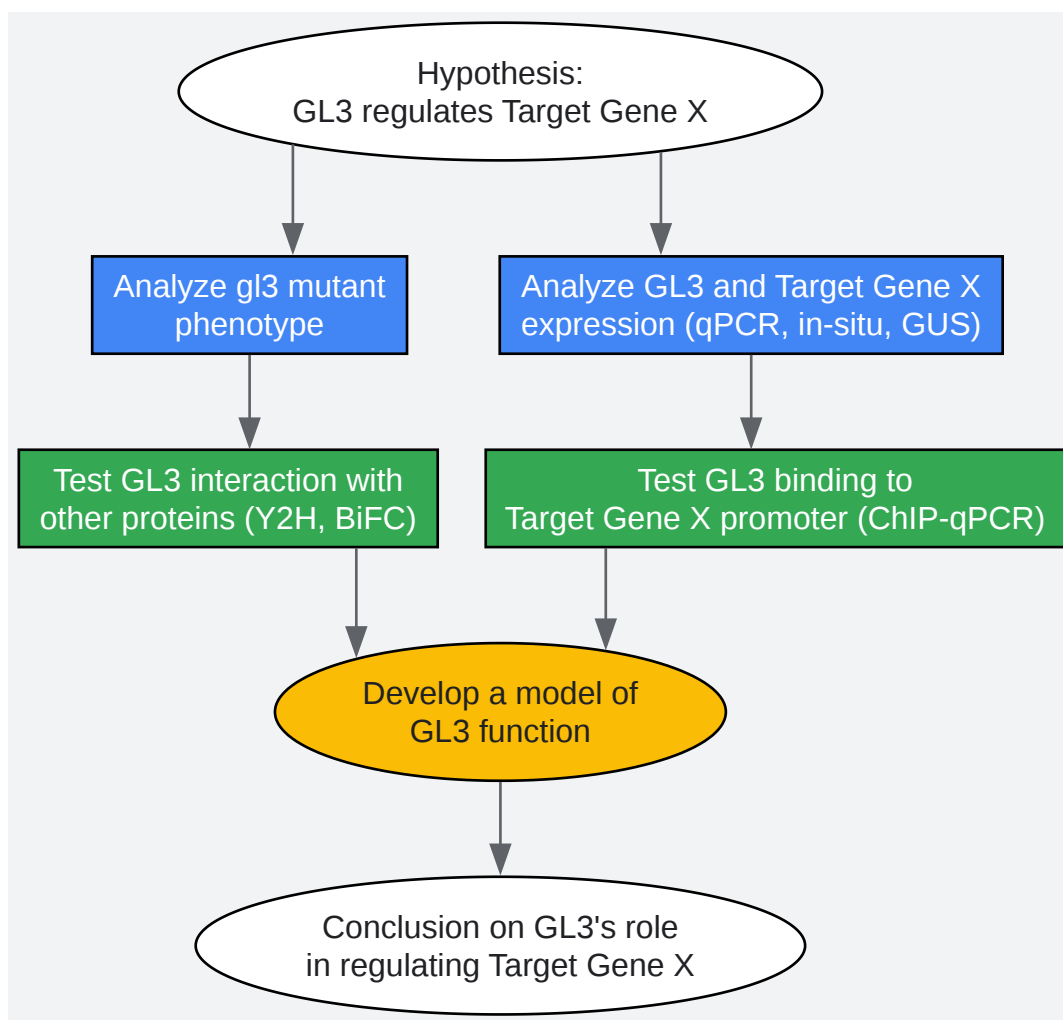 Hypothesis:
GL3 regulates Target Gene X
Analyze gl3 mutant
phenotype
Analyze GL3 and Target Gene X
expression (qPCR, in-situ, GUS)
Test GL3 interaction with
other proteins (Y2H, BiFC)
Test GL3 binding to
Target Gene X promoter (ChIP-qPCR)
Develop a model of
GL3 function
Conclusion on GL3's role
in regulating Target Gene X